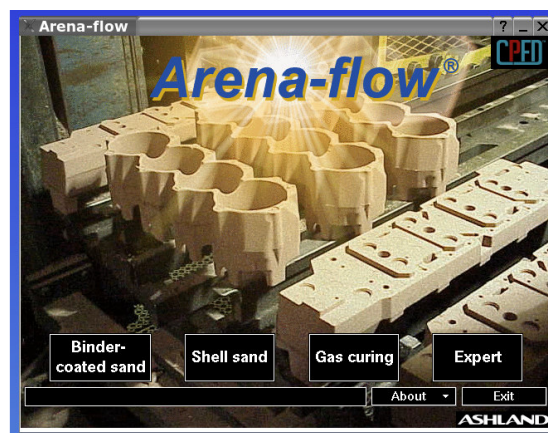 Arena-flow
CPFD
Arena-flow®
Binder-
coated sand
Shell sand
Gas curing
Expert
About
Exit
ASHLAND